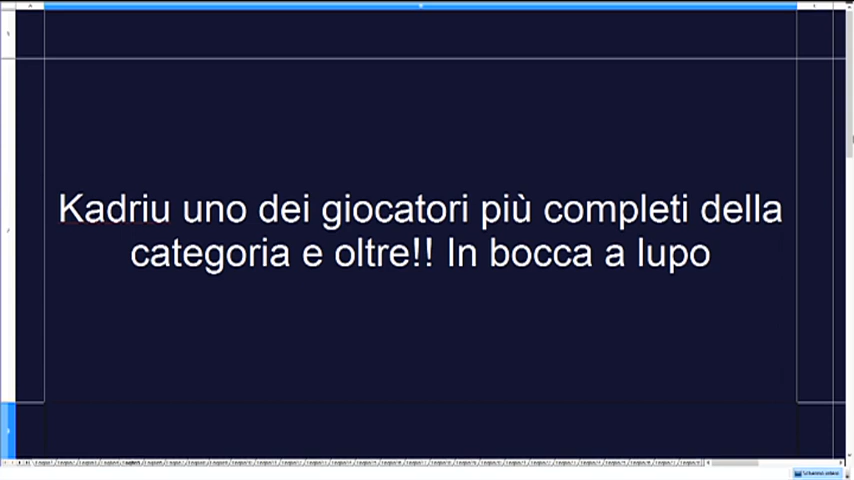 Kadriu uno dei giocatori più completi della
categoria e oltre!! In bocca a lupo